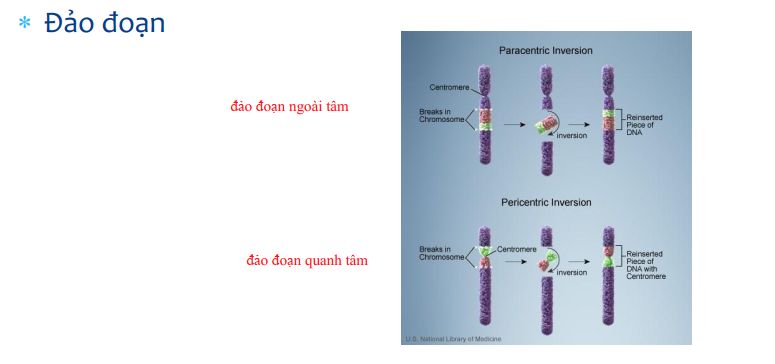 * Đảo đoạn
Paracentric Inversion
Centromere
đảo đoạn ngoài tâm
Breaks in
Chromosome
inversion
Reinserted
Piece of
DNA
Pericentric Inversion
đảo đoạn quanh tâm
Breaks in
Chromosome
Centromere
inversion
Reinserted
Piece of
DNA with
Centromere
U.S. National Library of Medicine